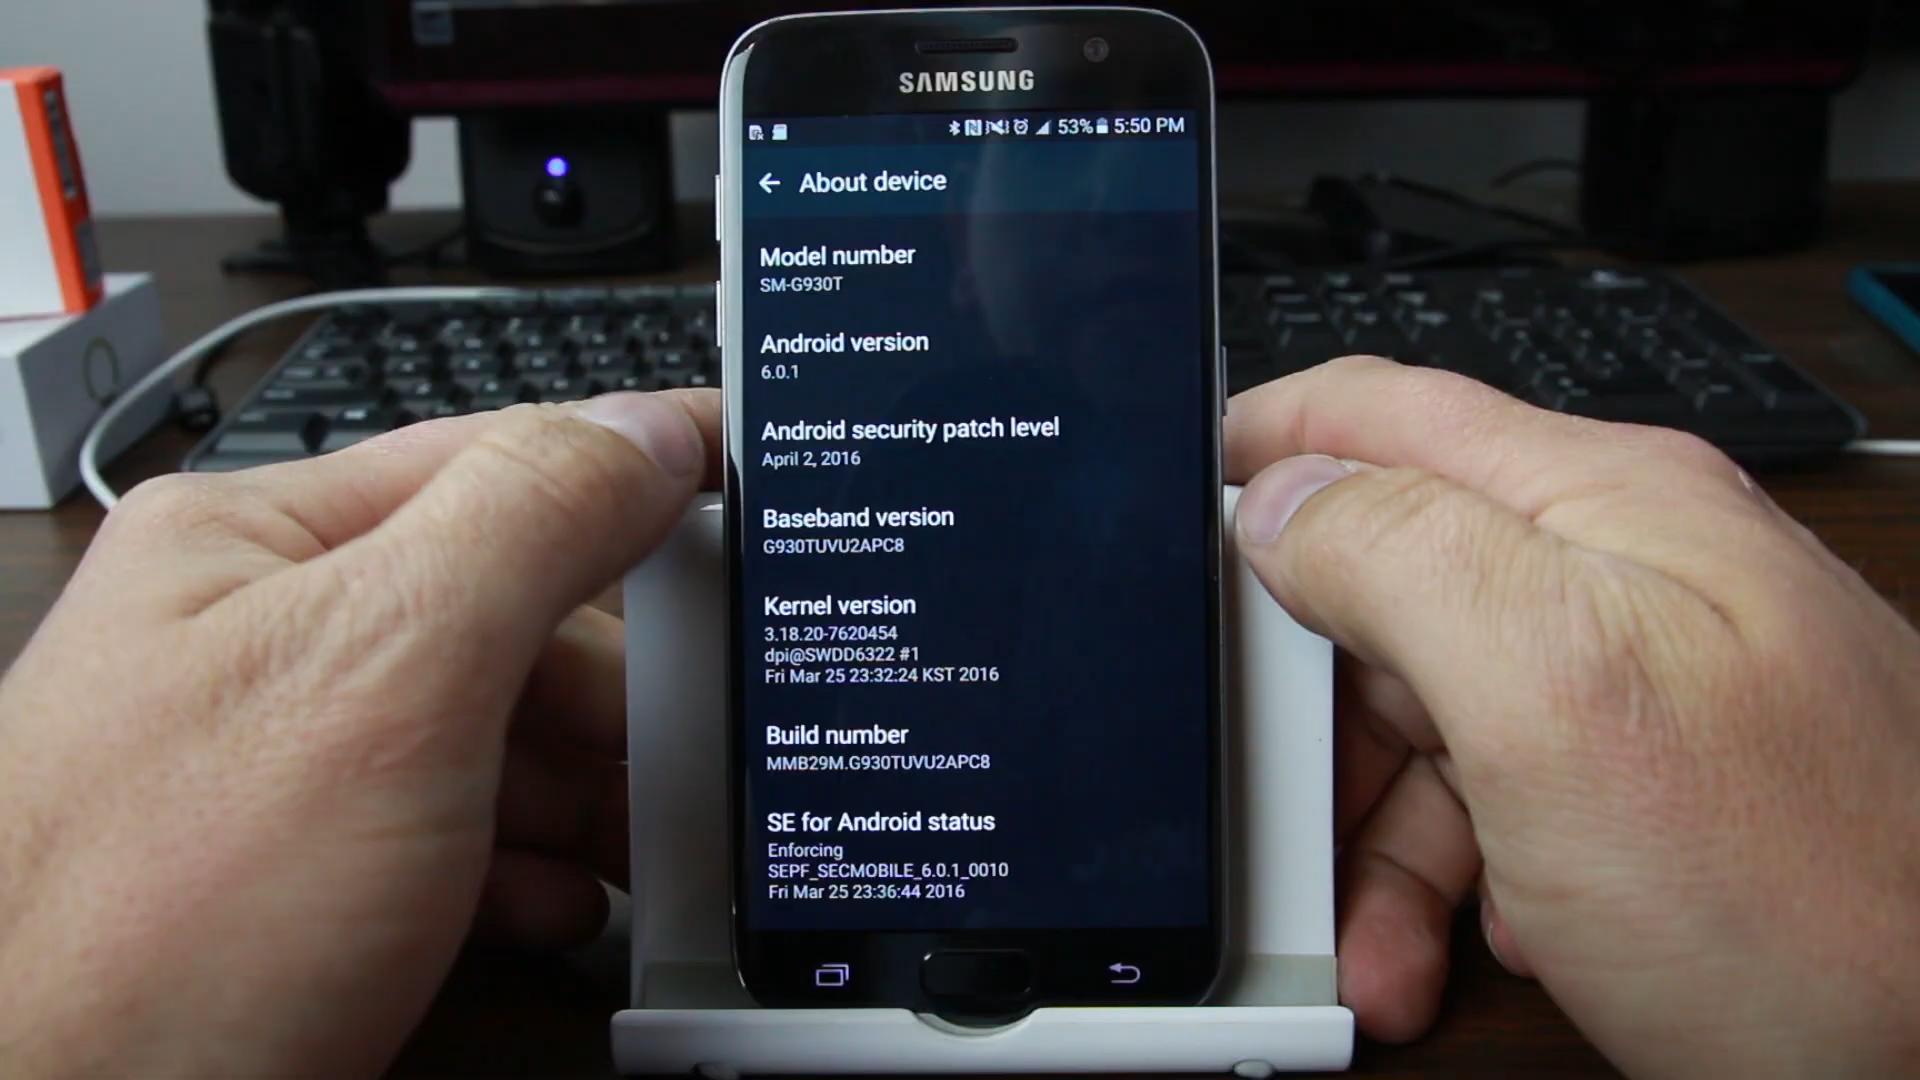 SAMSUNG
53% 5:50 PM
About device
Model number
SM-G930T
Android version
6.0.1
Android security patch level
April 2, 2016
Baseband version
G930TUVU2APC8
Kernel version
3.18.20-7620454
dpi@SWDD6322 #1
Fri Mar 25 23:32:24 KST 2016
Build number
MMB29M.G930TUVU2APC8
SE for Android status
Enforcing
SEPF_SECMOBILE_6.0.1_0010
Fri Mar 25 23:36:44 2016